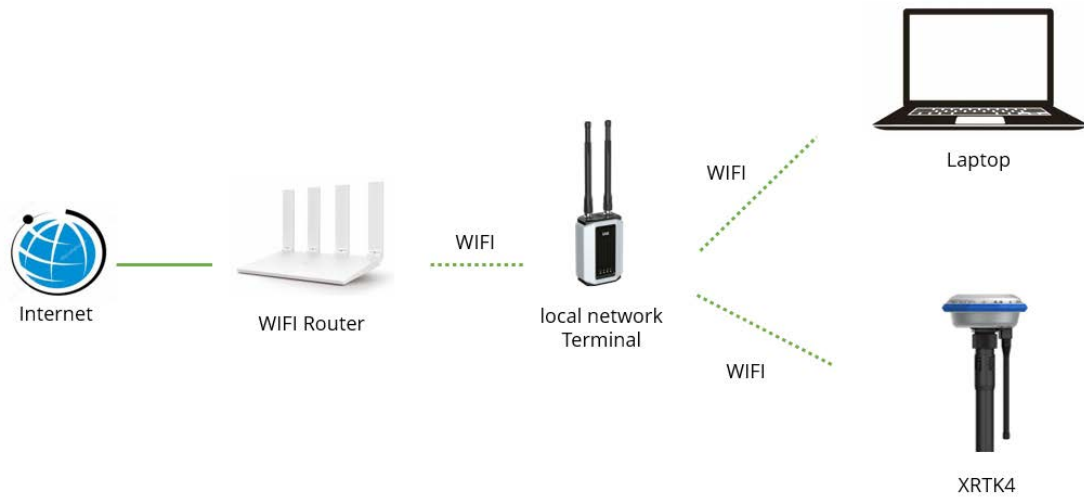 WIFI
Laptop
WIFI
Internet
WIFI Router
local network
Terminal
WIFI
XRTK4